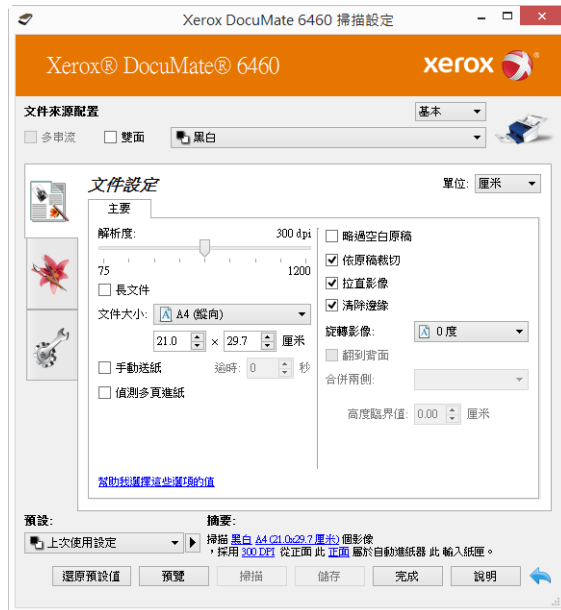 Xerox DocuMate 6460 掃描設定
Xerox® DocuMate® 6460
xerox
文件來源配置
基本
多串流 雙面 黑白
文件設定
單位: 厘米
主要
解析度: 300 dpi
75 1200
長文件
文件大小: A4 (縱向)
21.0 × 29.7 厘米
手動送紙 逾時: 0 秒
偵測多頁進紙
略過空白原稿
依原稿裁切
拉直影像
清除邊緣
旋轉影像: 0 度
翻到背面
合併兩側:
高度臨界值: 0.00 厘米
幫助我選擇這些選項的值
預設: 摘要:
上次使用設定
掃描 黑白 A4 (21.0x29.7 厘米) 個影像
，採用 300 DPI 從正面 此 正面 屬於自動進紙器 此 輸入紙匣。
還原預設值 預覽 掃描 儲存 完成 說明